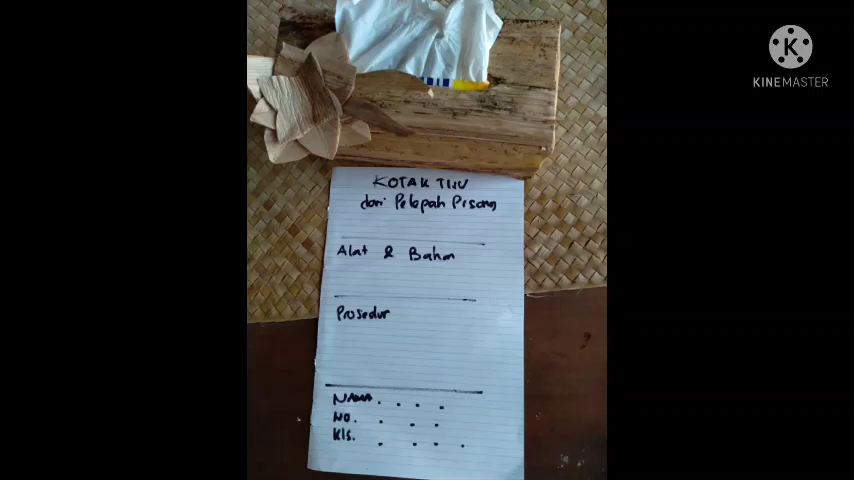 KINEMASTER
KOTAK TISU
dari Pelepah Pisang
Alat & Bahan
Prosedur
NAMA. . . .
NO. . . .
Kls. . . . .